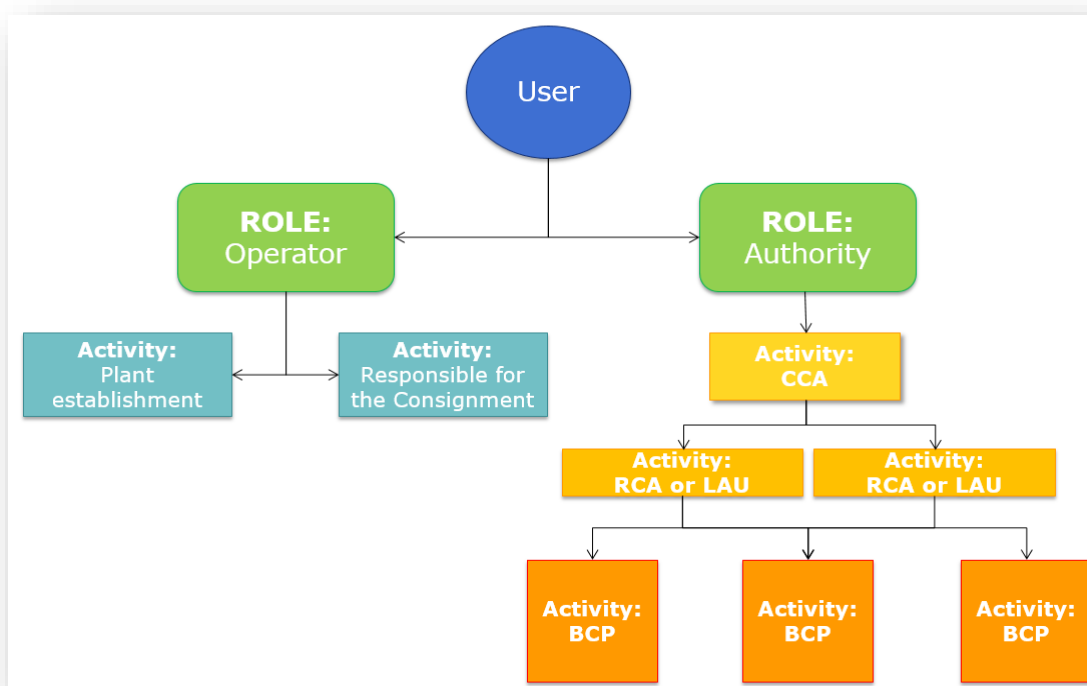 User
ROLE:
Operator
ROLE:
Authority
Activity:
Plant
establishment
Activity:
Responsible for
the Consignment
Activity:
CCA
Activity:
RCA or LAU
Activity:
RCA or LAU
Activity:
BCP
Activity:
BCP
Activity:
BCP